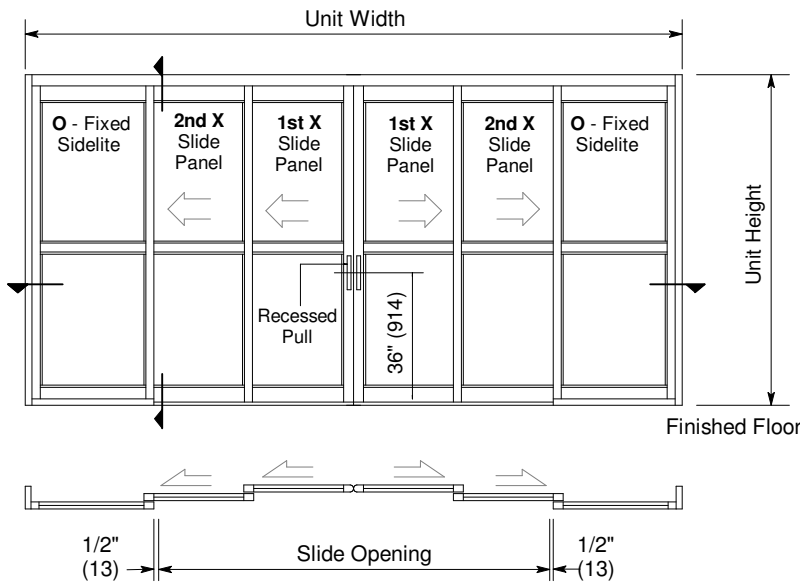 Unit Width
O - Fixed
Sidelite
2nd X
Slide
Panel
1st X
Slide
Panel
1st X
Slide
Panel
2nd X
Slide
Panel
O - Fixed
Sidelite
Unit Height
Recessed
Pull
36" (914)
Finished Floor
1/2"
(13)
Slide Opening
1/2"
(13)